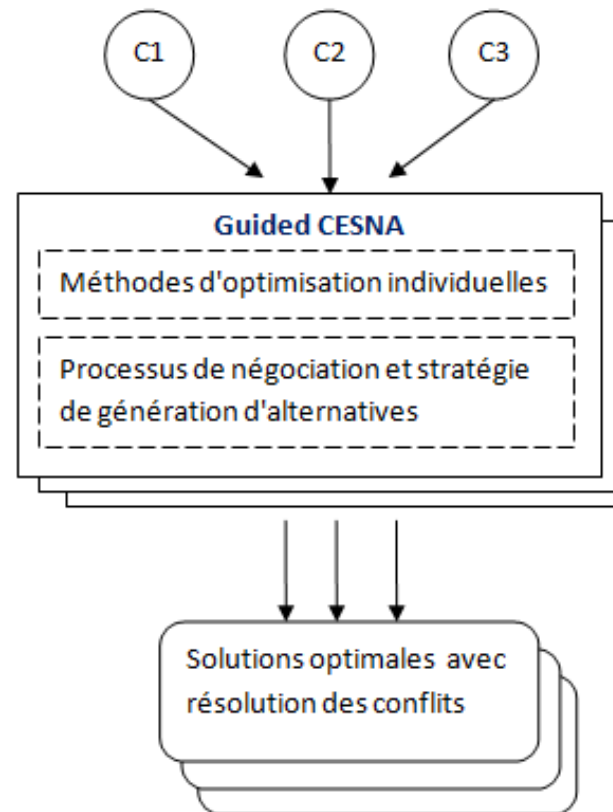 C1
C2
C3
Guided CESNA
Méthodes d'optimisation individuelles
Processus de négociation et stratégie
de génération d'alternatives
Solutions optimales avec
résolution des conflits